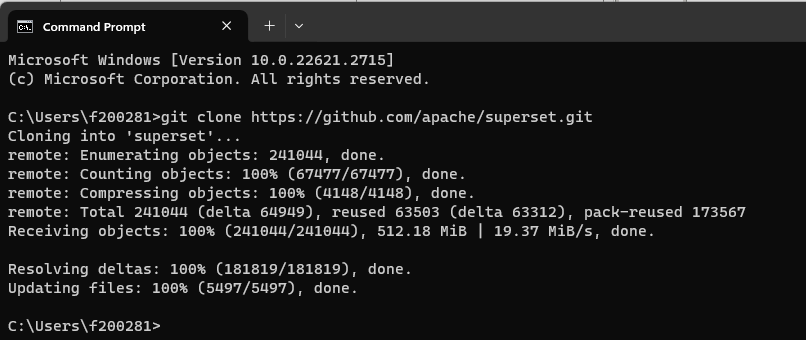 Command Prompt
Microsoft Windows [Version 10.0.22621.2715]
(c) Microsoft Corporation. All rights reserved.
C:\Users\f200281>git clone https://github.com/apache/superset.git
Cloning into 'superset'...
remote: Enumerating objects: 241044, done.
remote: Counting objects: 100% (67477/67477), done.
remote: Compressing objects: 100% (4148/4148), done.
remote: Total 241044 (delta 64949), reused 63503 (delta 63312), pack-reused 173567
Receiving objects: 100% (241044/241044), 512.18 MiB | 19.37 MiB/s, done.
Resolving deltas: 100% (181819/181819), done.
Updating files: 100% (5497/5497), done.
C:\Users\f200281>